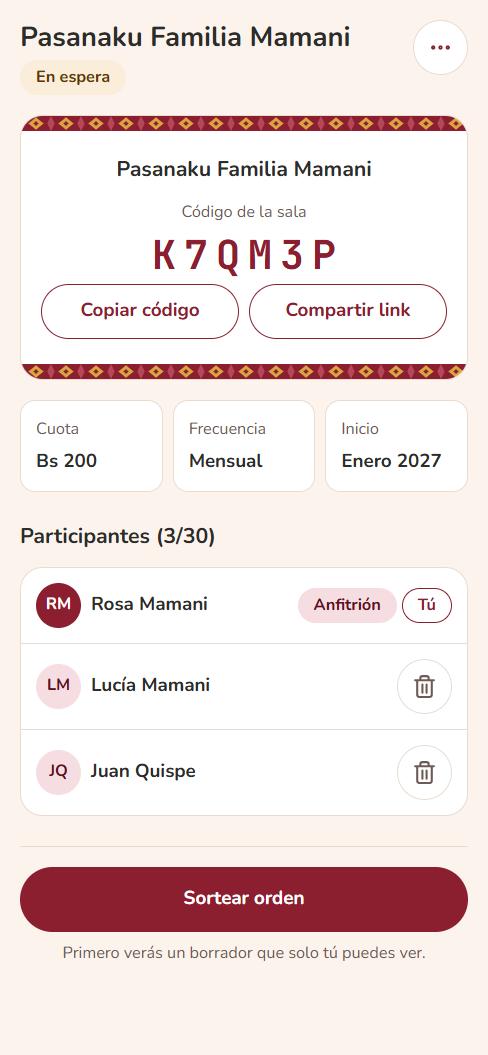 Pasanaku Familia Mamani
En espera
Pasanaku Familia Mamani
Código de la sala
K7QM3P
Copiar código
Compartir link
Cuota
Bs 200
Frecuencia
Mensual
Inicio
Enero 2027
Participantes (3/30)
RM
Rosa Mamani
Anfitrión
Tú
LM
Lucía Mamani
JQ
Juan Quispe
Sortear orden
Primero verás un borrador que solo tú puedes ver.